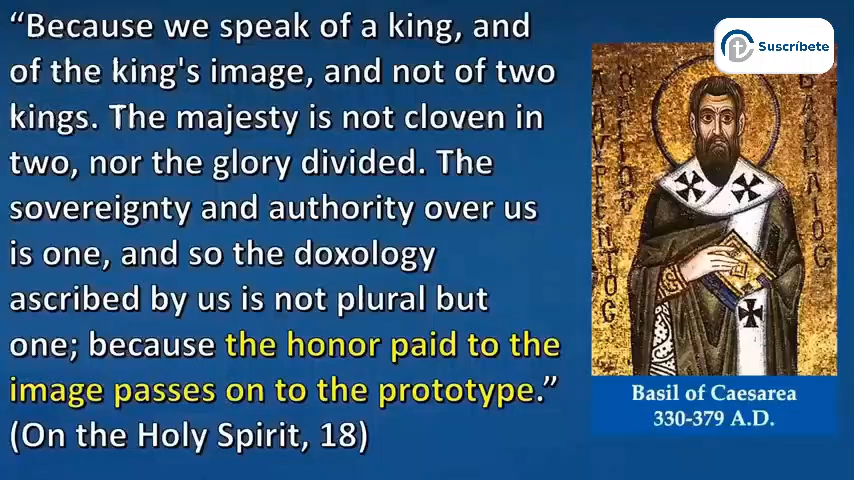 “Because we speak of a king, and
of the king's image, and not of two
kings. The majesty is not cloven in
two, nor the glory divided. The
sovereignty and authority over us
is one, and so the doxology
ascribed by us is not plural but
one; because the honor paid to the
image passes on to the prototype.”
(On the Holy Spirit, 18)
Suscríbete
Basil of Caesarea
330-379 A.D.